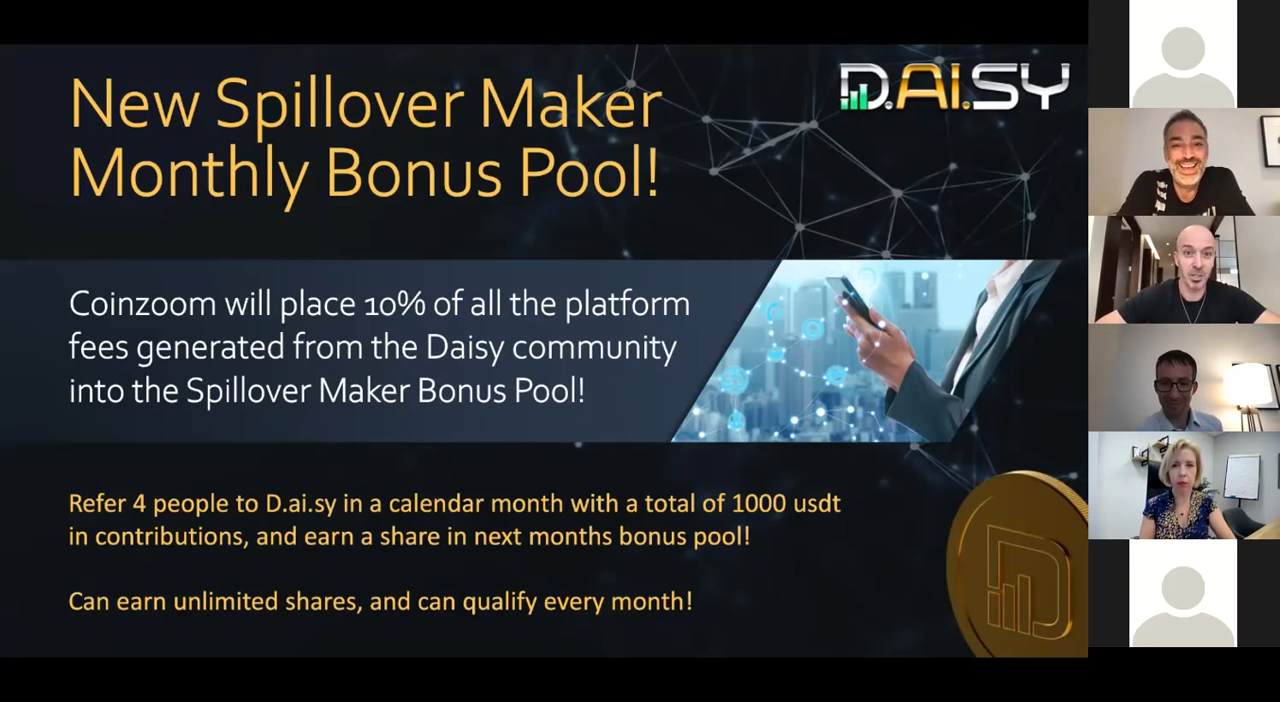 New Spillover Maker
D.AI.SY
Monthly Bonus Pool!
Coinzoom will place 10% of all the platform
fees generated from the Daisy community
into the Spillover Maker Bonus Pool!
Refer 4 people to D.ai.sy in a calendar month with a total of 1000 usdt
in contributions, and earn a share in next months bonus pool!
Can earn unlimited shares, and can qualify every month!